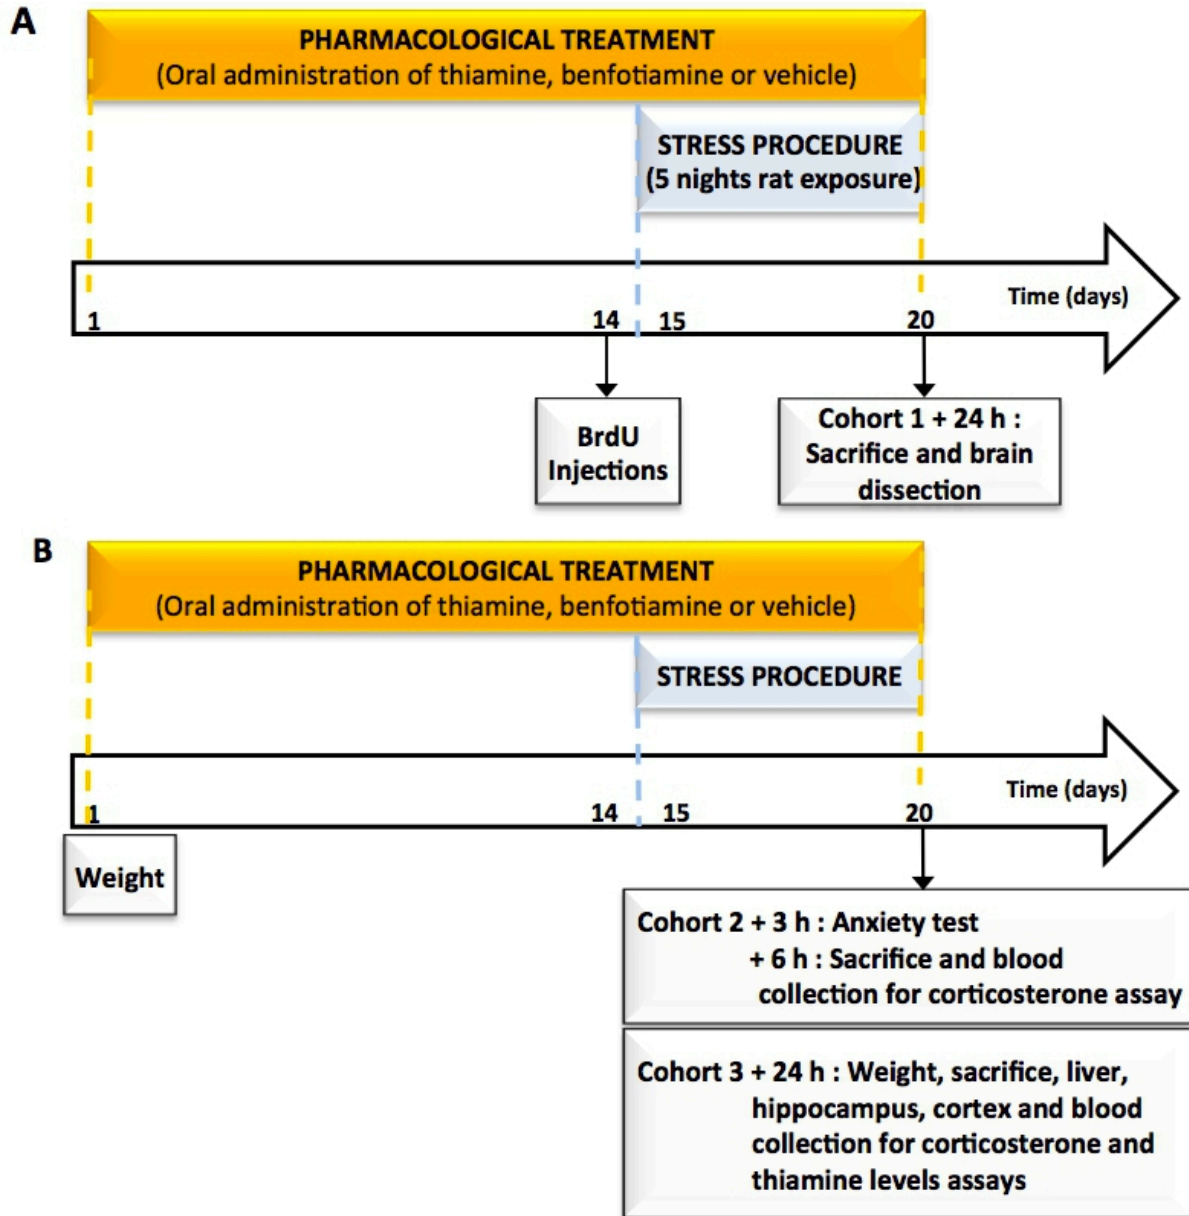 A
PHARMACOLOGICAL TREATMENT
(Oral administration of thiamine, benfotiamine or vehicle)
STRESS PROCEDURE
(5 nights rat exposure)
Time (days)
1
14
15
20
BrdU
Injections
Cohort 1 + 24 h :
Sacrifice and brain
dissection
B
PHARMACOLOGICAL TREATMENT
(Oral administration of thiamine, benfotiamine or vehicle)
STRESS PROCEDURE
Time (days)
1
14
15
20
Weight
Cohort 2 + 3 h : Anxiety test
+ 6 h : Sacrifice and blood
collection for corticosterone assay
Cohort 3 + 24 h : Weight, sacrifice, liver,
hippocampus, cortex and blood
collection for corticosterone and
thiamine levels assays